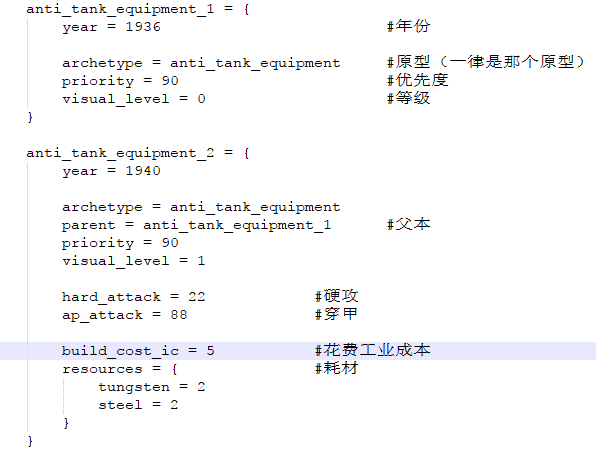 anti_tank_equipment_1 = {
year = 1936 #年份
archetype = anti_tank_equipment #原型（一律是那个原型）
priority = 90 #优先度
visual_level = 0 #等级
}
anti_tank_equipment_2 = {
year = 1940
archetype = anti_tank_equipment
parent = anti_tank_equipment_1 #父本
priority = 90
visual_level = 1
hard_attack = 22 #硬攻
ap_attack = 88 #穿甲
build_cost_ic = 5 #花费工业成本
resources = { #耗材
tungsten = 2
steel = 2
}
}